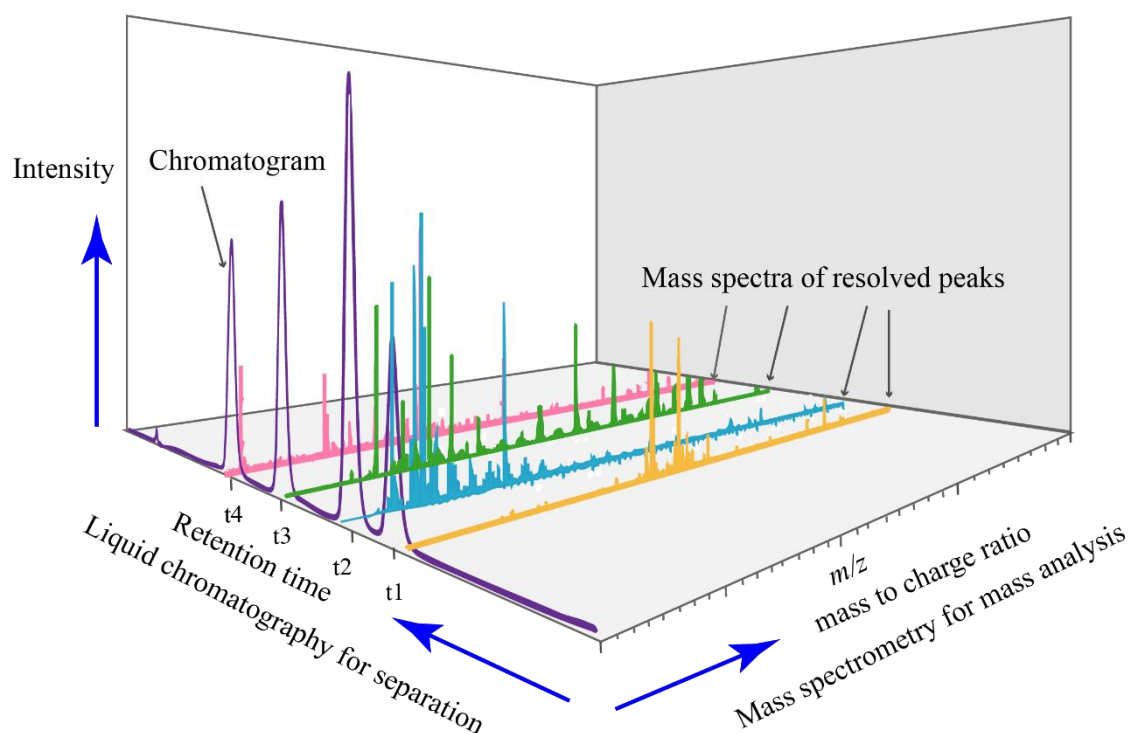 Intensity
Chromatogram
Mass spectra of resolved peaks
t4
t3
t2
t1
Retention time
Liquid chromatography for separation
m/z
mass to charge ratio
Mass spectrometry for mass analysis